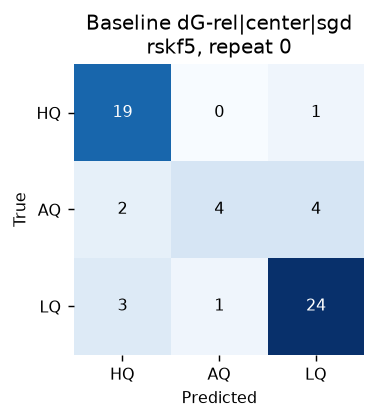 Baseline dG-rel|center|sgd
rskf5, repeat 0
True
HQ 19 0 1
AQ 2 4 4
LQ 3 1 24
HQ AQ LQ
Predicted